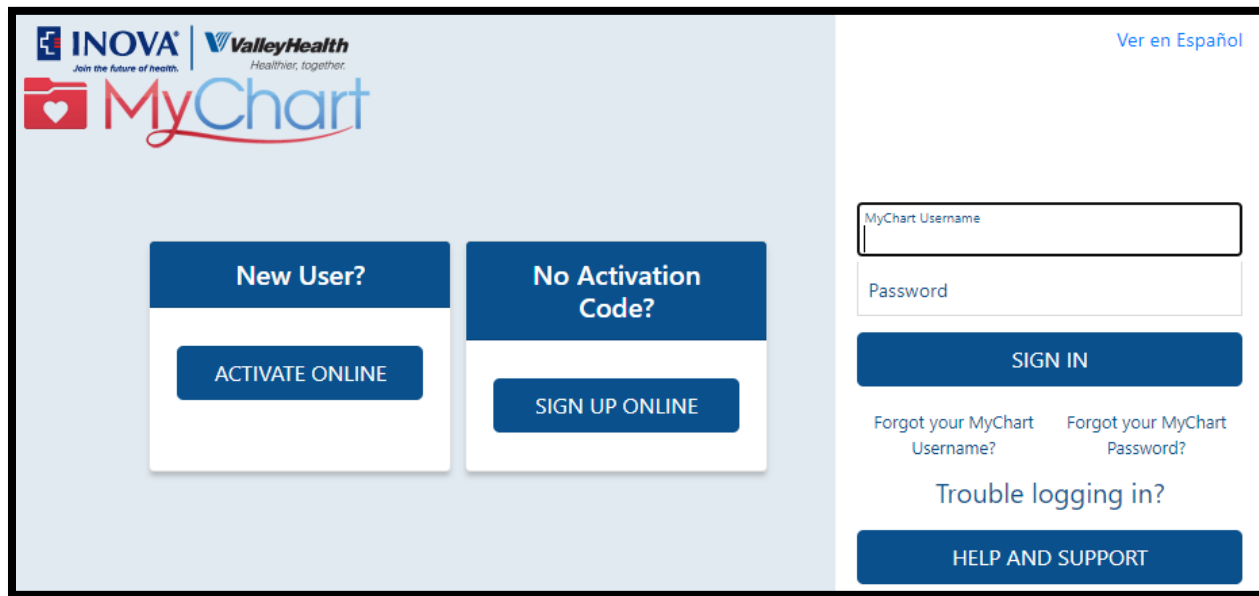 INOVA®
Join the future of health.
ValleyHealth
Healthier, together.
MyChart
Ver en Español
New User?
ACTIVATE ONLINE
No Activation
Code?
SIGN UP ONLINE
MyChart Username
Password
SIGN IN
Forgot your MyChart
Username?
Forgot your MyChart
Password?
Trouble logging in?
HELP AND SUPPORT